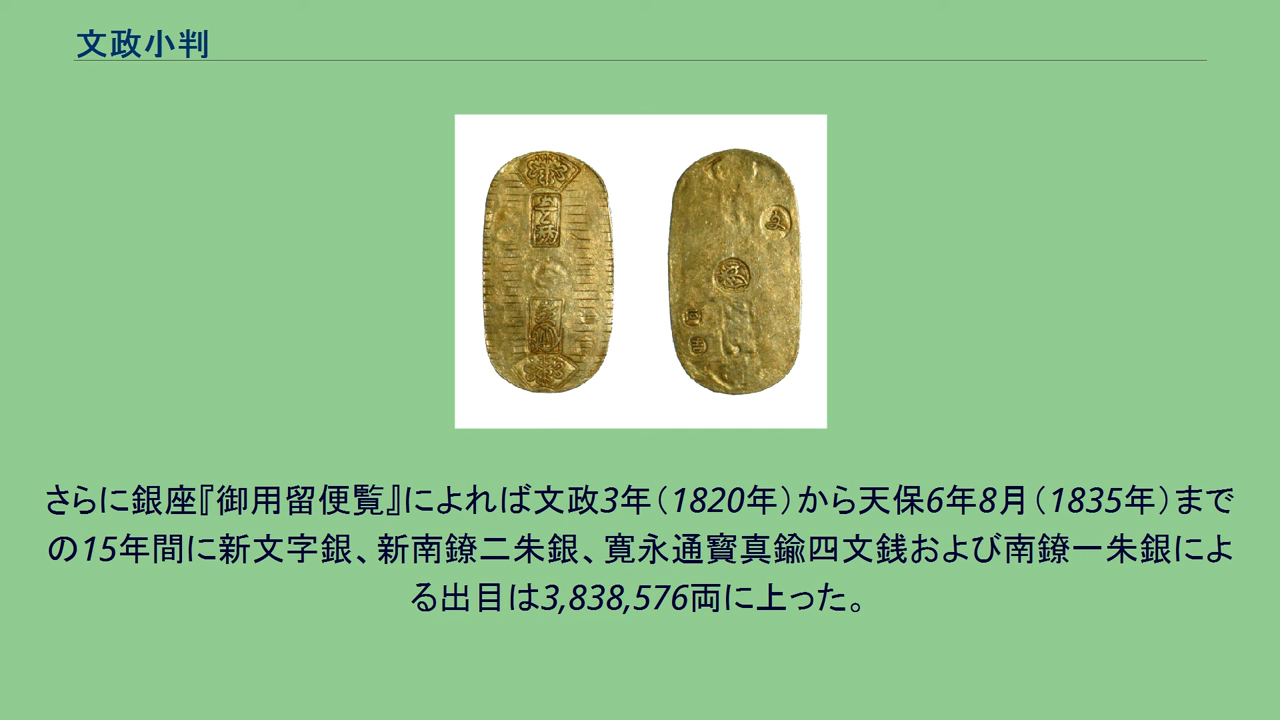 文政小判
さらに銀座『御用留便覧』によれば文政3年（1820年）から天保6年8月（1835年）まで
の15年間に新文字銀、新南鐐二朱銀、寛永通寳真鍮四文銭および南鐐一朱銀によ
る出目は3,838,576両に上った。